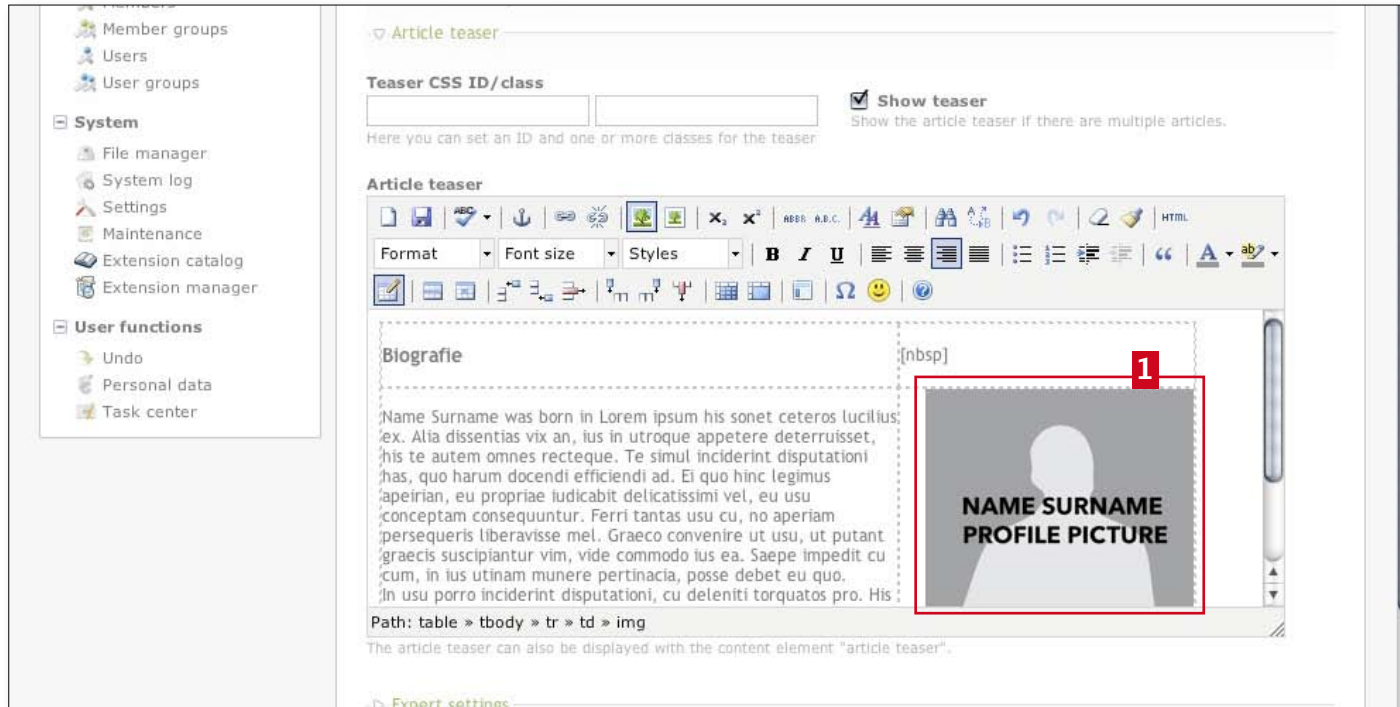 Members
Member groups
Users
User groups
System
File manager
System log
Settings
Maintenance
Extension catalog
Extension manager
User functions
Undo
Personal data
Task center
Article teaser
Teaser CSS ID/class
Show teaser
Show the article teaser if there are multiple articles.
Here you can set an ID and one or more classes for the teaser
Article teaser
ABC
ABBR A.B.C.
HTML
Format Font size Styles B I U
Biografie
[nbsp]
1
Name Surname was born in Lorem ipsum his sonet ceteros lucilius
ex. Alia dissentias vix an, ius in utroque appetere deterruisset,
his te autem omnes recteque. Te simul inciderint disputationi
has, quo harum docendi efficiendi ad. Ei quo hinc legimus
apeirian, eu propriae iudicabit delicatissimi vel, eu usu
conceptam consequuntur. Ferri tantas usu cu, no aperiam
persequeris liberavisse mel. Graeco convenire ut usu, ut putant
graecis suscipiantur vim, vide commodo ius ea. Saepe impedit cu
cum, in ius utinam munere pertinacia, posse debet eu quo.
In usu porro inciderint disputationi, cu deleniti torquatos pro. His
NAME SURNAME
PROFILE PICTURE
Path: table » tbody » tr » td » img
The article teaser can also be displayed with the content element "article teaser".
Expert settings